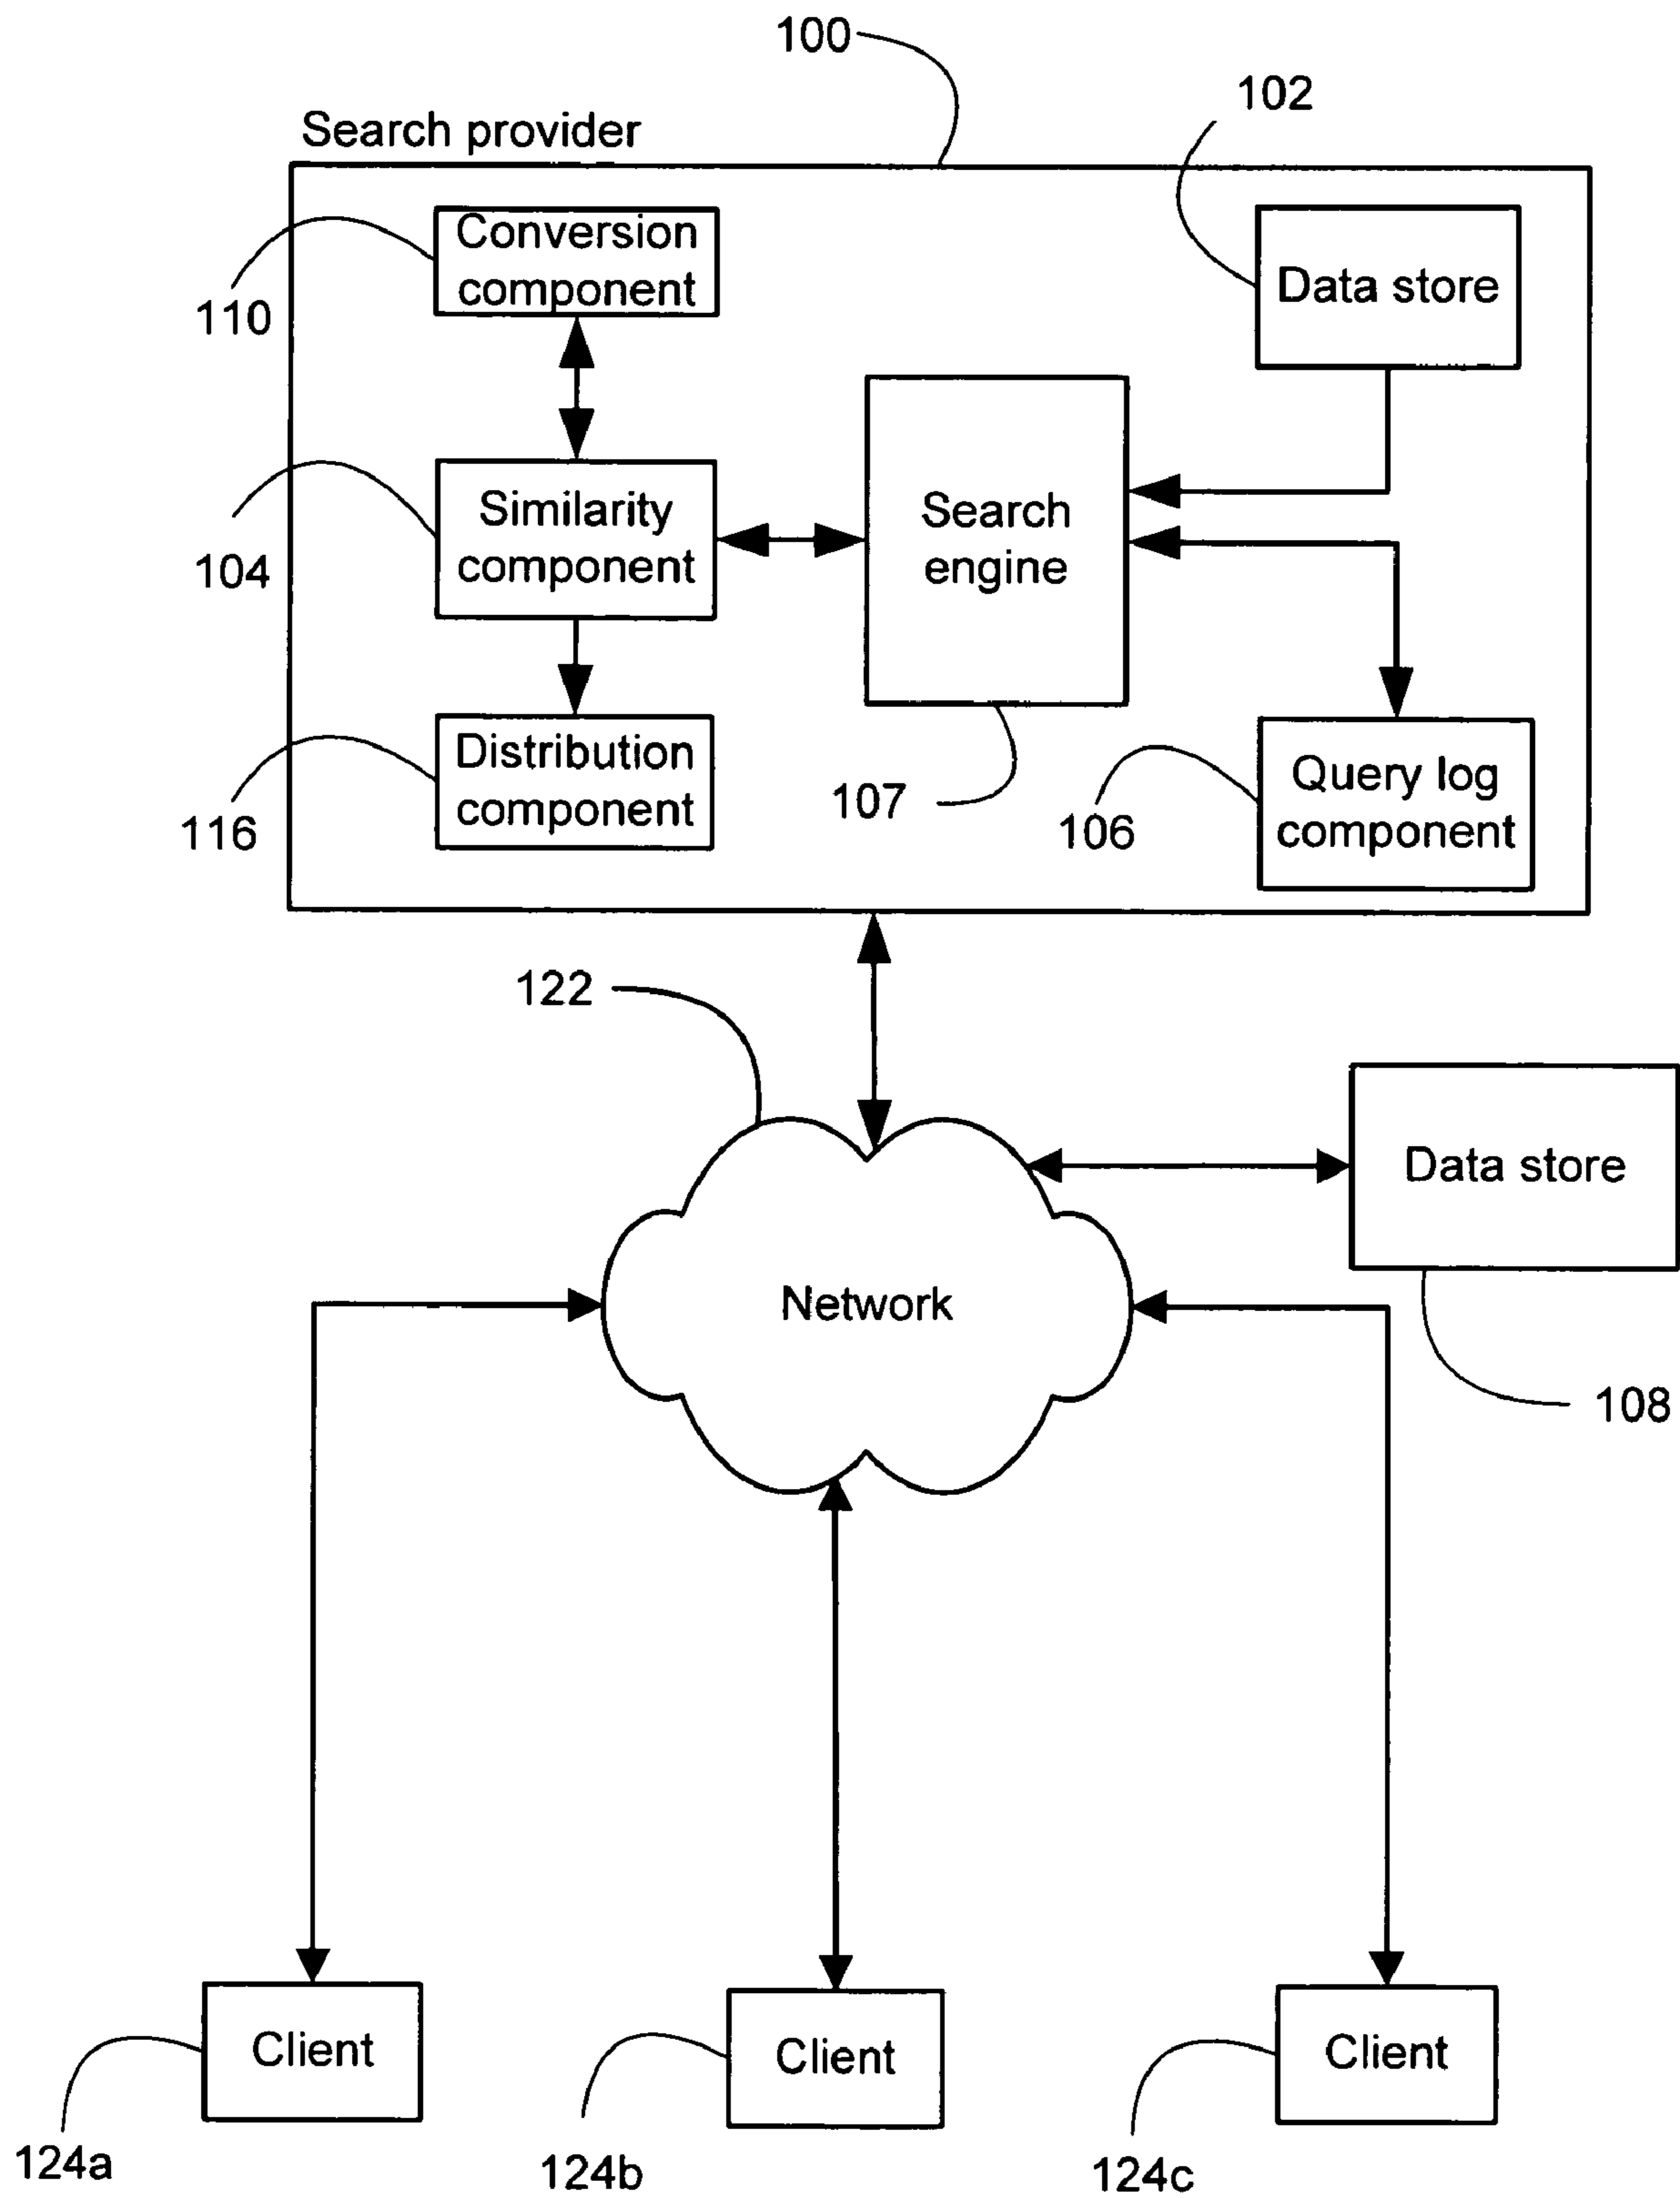 100
102
Search provider
Conversion
component
110
Data store
Similarity
component
104
Search
engine
Distribution
component
116
107
Query log
component
106
122
Data store
Network
108
Client
Client
Client
124a
124b
124c